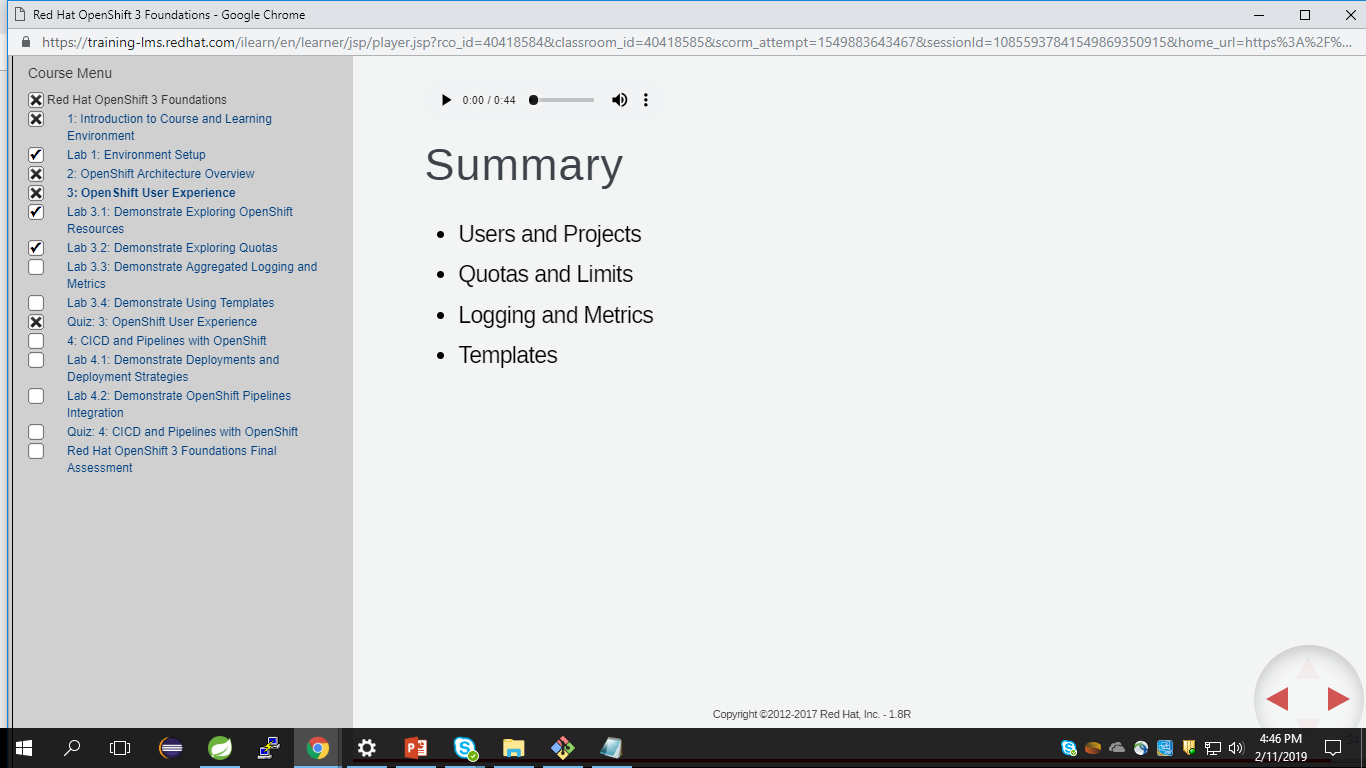 Red Hat OpenShift 3 Foundations - Google Chrome
https://training-lms.redhat.com/ilearn/en/learner/jsp/player.jsp?rco_id=40418584&classroom_id=40418585&scorm_attempt=1549883643467&sessionId=10855937841549869350915&home_url=https%3A%2F%...
Course Menu
Red Hat OpenShift 3 Foundations
1: Introduction to Course and Learning
Environment
Lab 1: Environment Setup
2: OpenShift Architecture Overview
3: OpenShift User Experience
Lab 3.1: Demonstrate Exploring OpenShift
Resources
Lab 3.2: Demonstrate Exploring Quotas
Lab 3.3: Demonstrate Aggregated Logging and
Metrics
Lab 3.4: Demonstrate Using Templates
Quiz: 3: OpenShift User Experience
4: CICD and Pipelines with OpenShift
Lab 4.1: Demonstrate Deployments and
Deployment Strategies
Lab 4.2: Demonstrate OpenShift Pipelines
Integration
Quiz: 4: CICD and Pipelines with OpenShift
Red Hat OpenShift 3 Foundations Final
Assessment
0:00 / 0:44
Summary
• Users and Projects
• Quotas and Limits
• Logging and Metrics
• Templates
Copyright ©2012-2017 Red Hat, Inc. - 1.8R
4:46 PM
2/11/2019